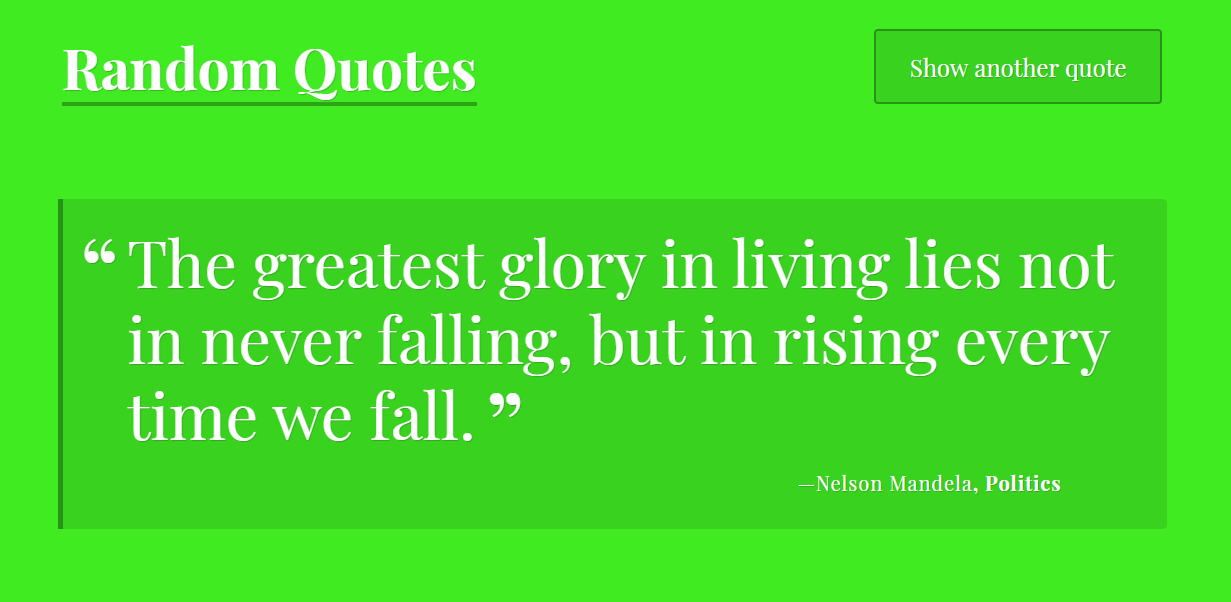 Random Quotes
Show another quote
“ The greatest glory in living lies not
in never falling, but in rising every
time we fall. ”
—Nelson Mandela, Politics